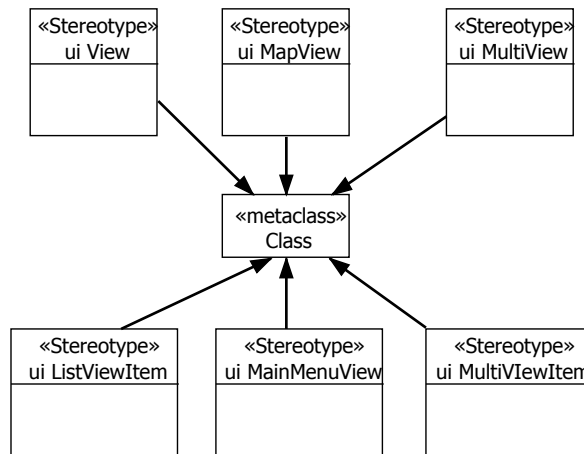 «Stereotype»
ui View
«Stereotype»
ui MapView
«Stereotype»
ui MultiView
«metaclass»
Class
«Stereotype»
ui ListViewItem
«Stereotype»
ui MainMenuView
«Stereotype»
ui MultiVIewItem